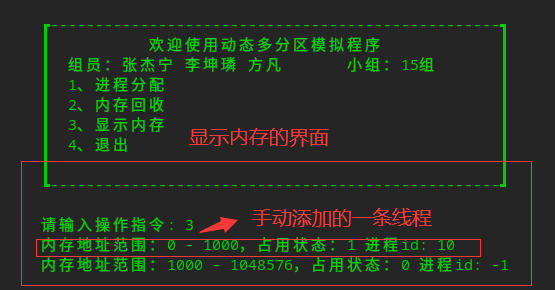 欢迎使用动态多分区模拟程序
组员：张杰宁 李坤璘 方凡 小组：15组
1、进程分配
2、内存回收
3、显示内存
4、退出
显示内存的界面
请输入操作指令：3
手动添加的一条线程
内存地址范围：0 - 1000，占用状态：1 进程id：10
内存地址范围：1000 - 1048576，占用状态：0 进程id：-1